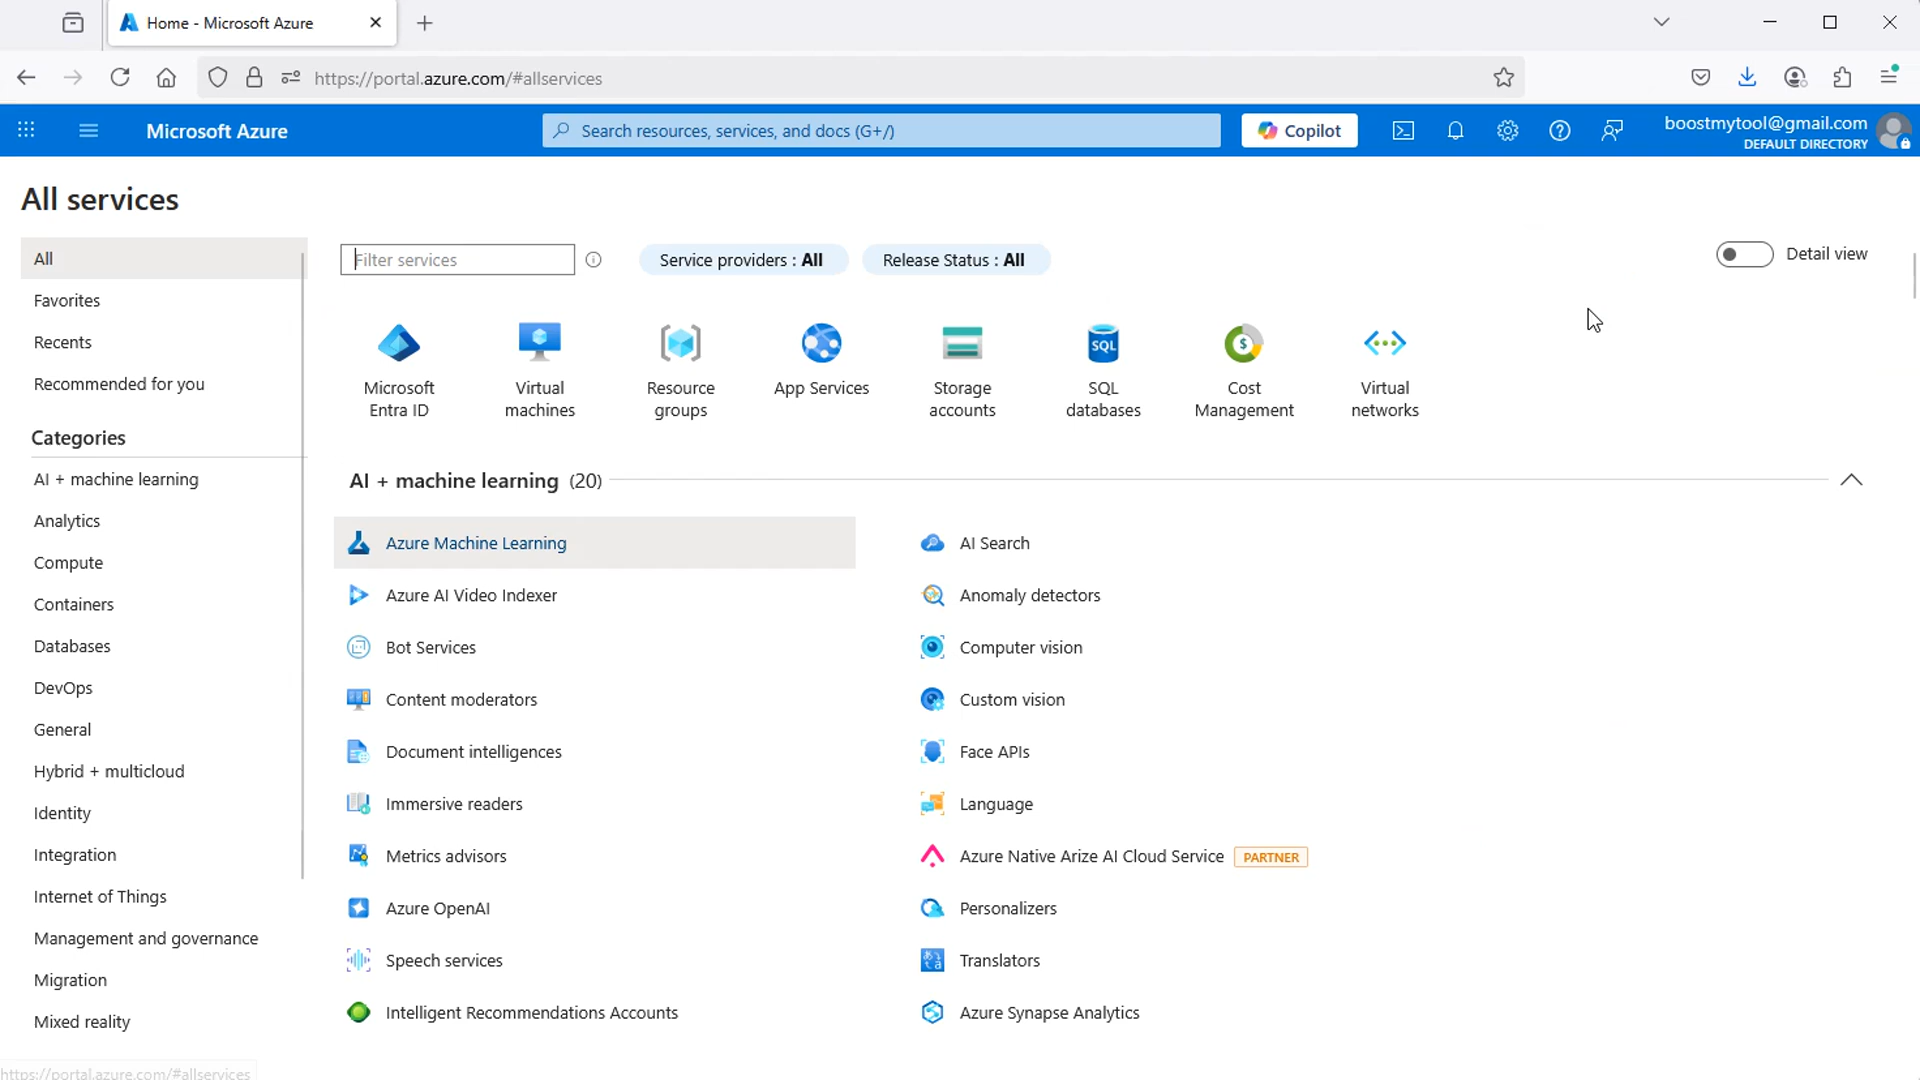 Home - Microsoft Azure
https://portal.azure.com/#allservices
Microsoft Azure
Search resources, services, and docs (G+/)
Copilot
boostmytool@gmail.com
DEFAULT DIRECTORY
All services
All
Favorites
Recents
Recommended for you
Categories
AI + machine learning
Analytics
Compute
Containers
Databases
DevOps
General
Hybrid + multicloud
Identity
Integration
Internet of Things
Management and governance
Migration
Mixed reality
Filter services
Service providers : All
Release Status : All
Detail view
Microsoft
Entra ID
Virtual
machines
Resource
groups
App Services
Storage
accounts
SQL
SQL
databases
$
Cost
Management
Virtual
networks
AI + machine learning (20)
Azure Machine Learning
AI Search
Azure AI Video Indexer
Anomaly detectors
Bot Services
Computer vision
Content moderators
Custom vision
Document intelligences
Face APIs
Immersive readers
Language
Metrics advisors
Azure Native Arize AI Cloud Service PARTNER
Azure OpenAI
Personalizers
Speech services
Translators
Intelligent Recommendations Accounts
Azure Synapse Analytics
https://portal.azure.com/#allservices